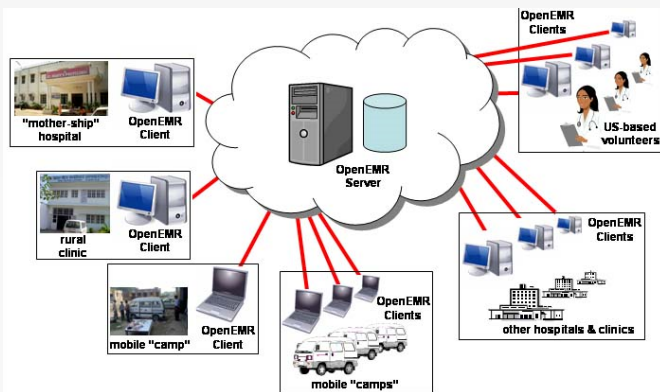 OpenEMR
Clients
US-based
volunteers
"mother-ship"
hospital
OpenEMR
Client
OpenEMR
Server
rural
clinic
OpenEMR
Client
OpenEMR
Clients
other hospitals & clinics
mobile "camp"
OpenEMR
Client
OpenEMR
Clients
mobile "camps"